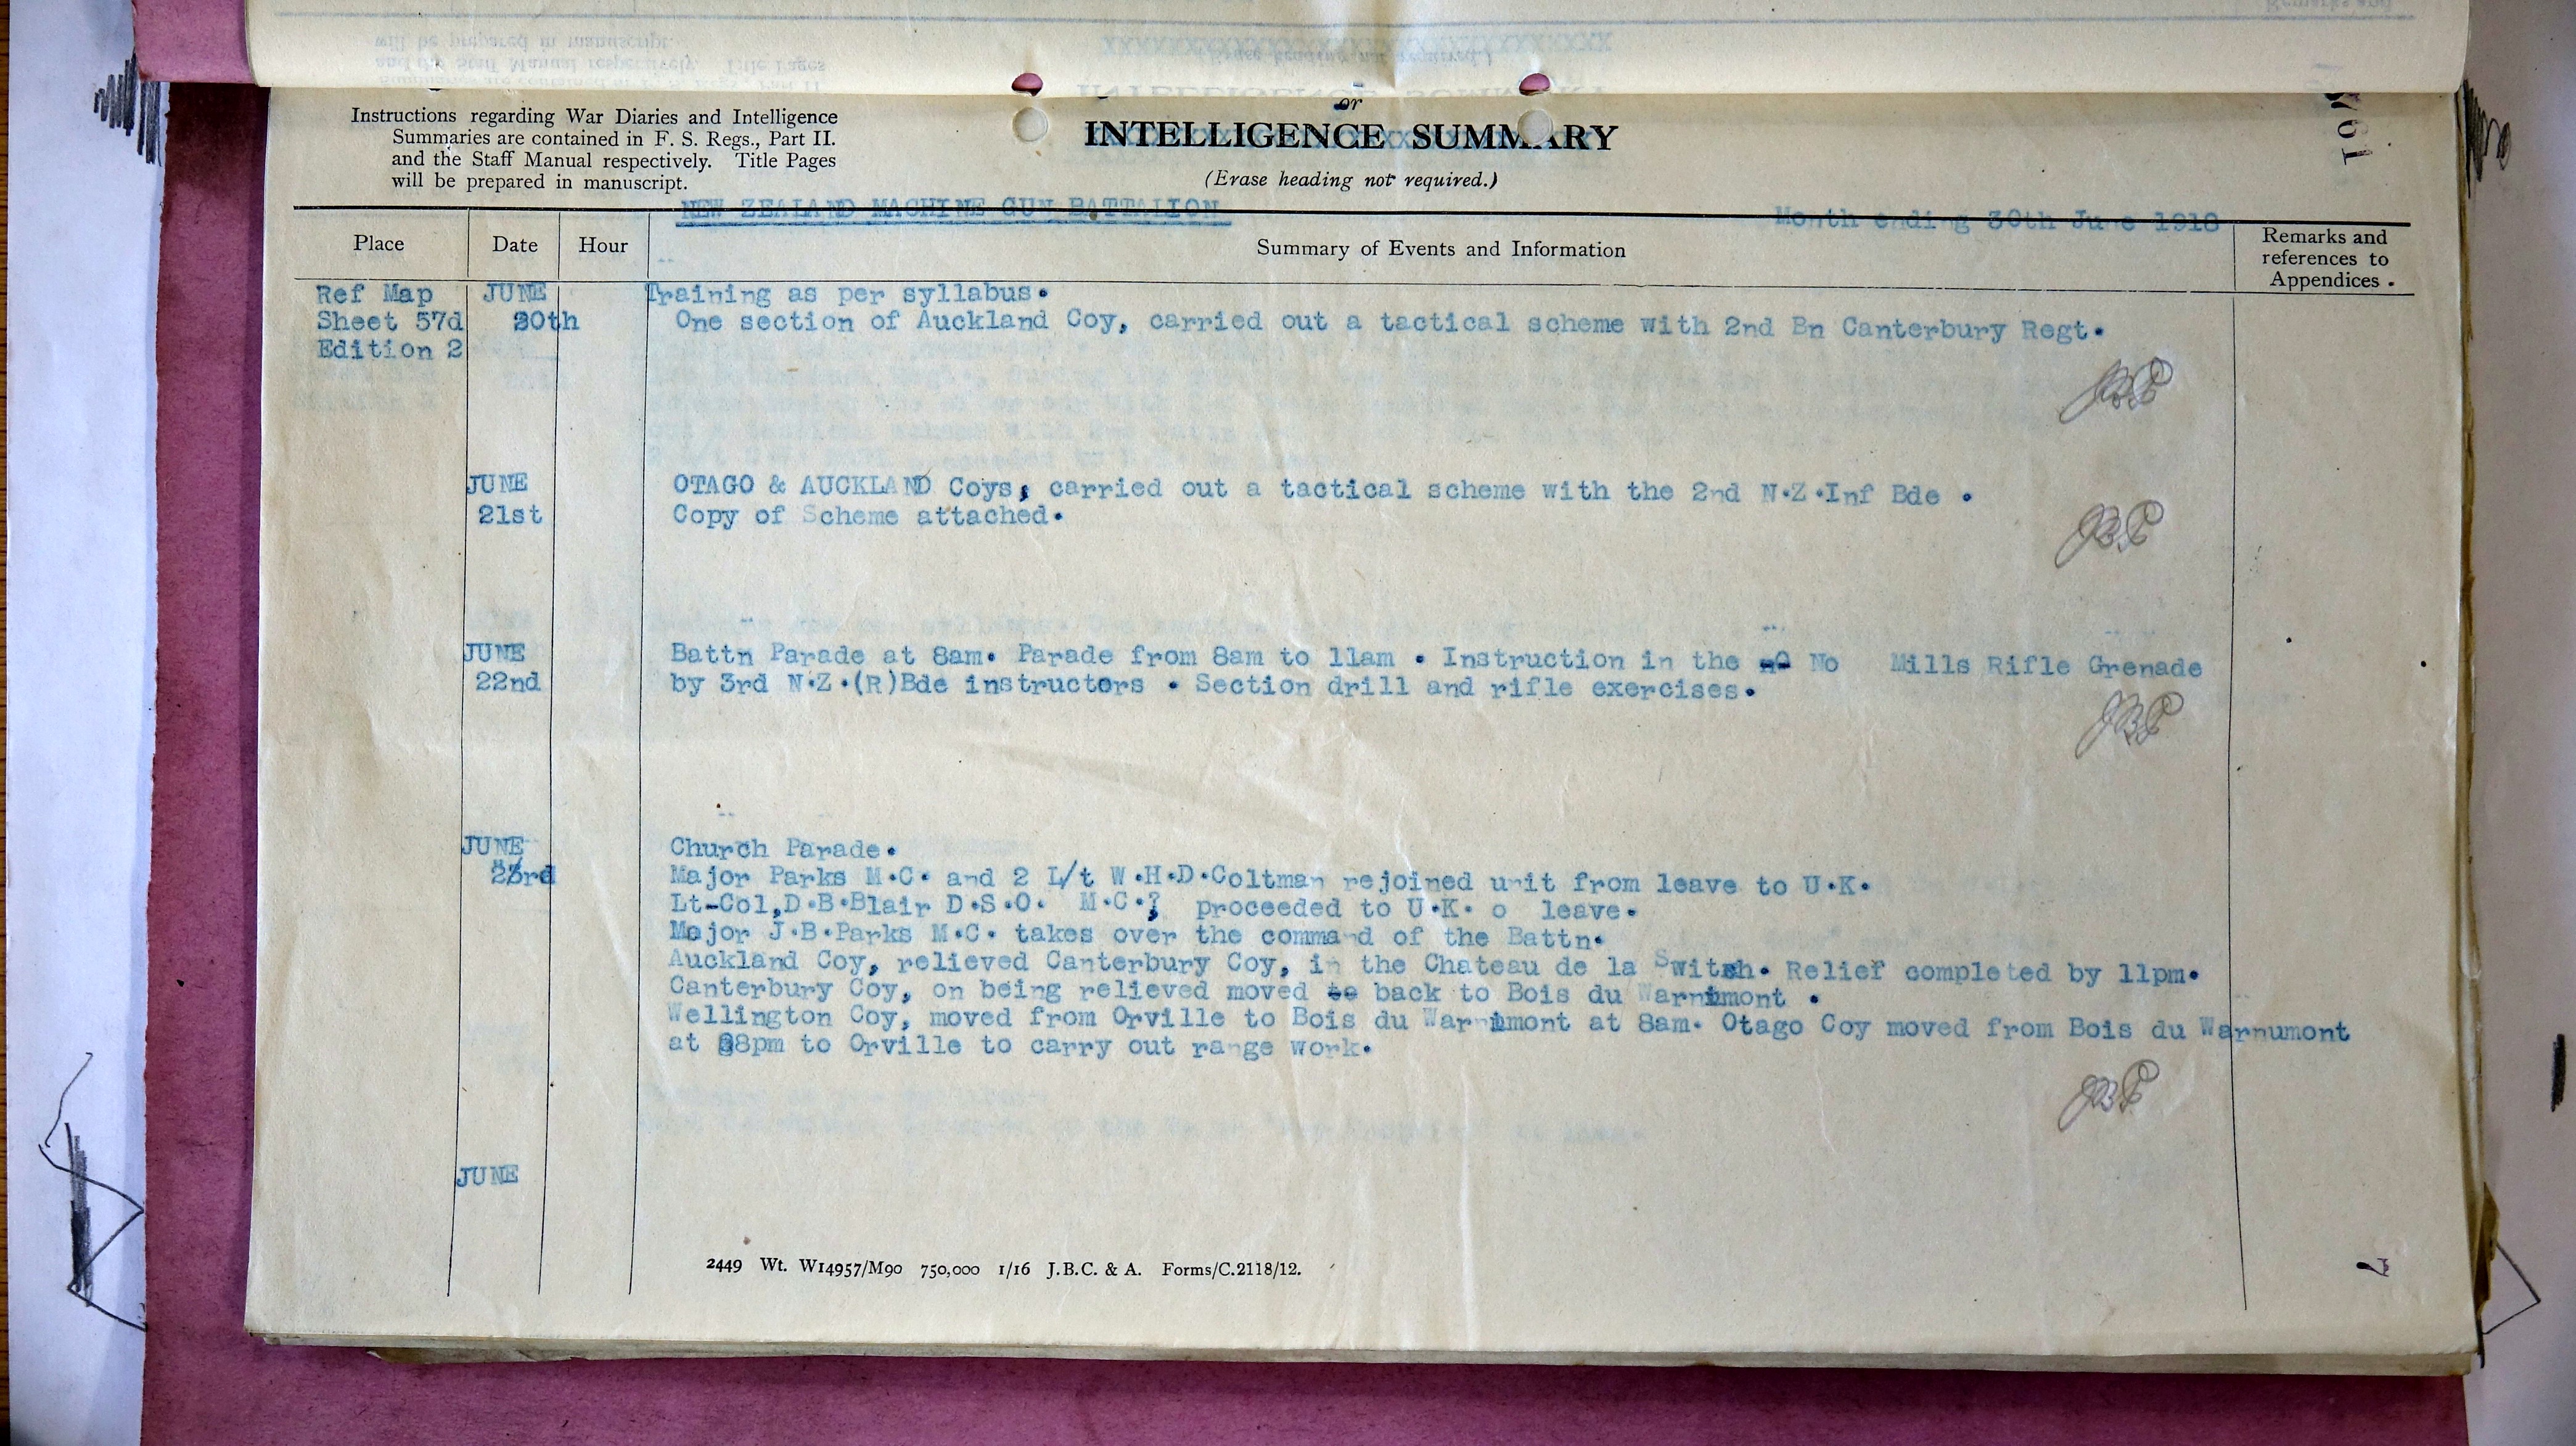 Instructions regarding War Diaries and Intelligence
Summaries are contained in F. S. Regs., Part II.
and the Staff Manual respectively. Title Pages
will be prepared in manuscript.
or
INTELLIGENCE SUMMARY
(Erase heading not required.)
NEW ZEALAND MACHINE GUN BATTALION
Month ending 30th June 1918
Place Date Hour Summary of Events and Information Remarks and
references to
Appendices.
Ref Map JUNE Training as per syllabus.
Sheet 57d 20th One section of Auckland Coy, carried out a tactical scheme with 2nd Bn Canterbury Regt.
Edition 2
JBP
JUNE OTAGO & AUCKLAND Coys, carried out a tactical scheme with the 2nd N.Z.Inf Bde .
21st Copy of Scheme attached.
JBP
JUNE Battn Parade at 8am. Parade from 8am to 11am . Instruction in the No Mills Rifle Grenade
22nd by 3rd N.Z.(R)Bde instructors . Section drill and rifle exercises.
JBP
JUNE Church Parade.
23rd Major Parks M.C. and 2 L/t W.H.D.Coltman rejoined unit from leave to U.K.
Lt-Col,D.B.Blair D.S.O. M.C.; proceeded to U.K. o leave.
Major J.B.Parks M.C. takes over the command of the Battn.
Auckland Coy, relieved Canterbury Coy, in the Chateau de la Switch. Relief completed by 11pm.
Canterbury Coy, on being relieved moved to back to Bois du Warnimont .
Wellington Coy, moved from Orville to Bois du Warnimont at 8am. Otago Coy moved from Bois du Warnumont
at 8pm to Orville to carry out range work.
JBP
JUNE
2449 Wt. W14957/M90 750,000 1/16 J.B.C. & A. Forms/C.2118/12.
7